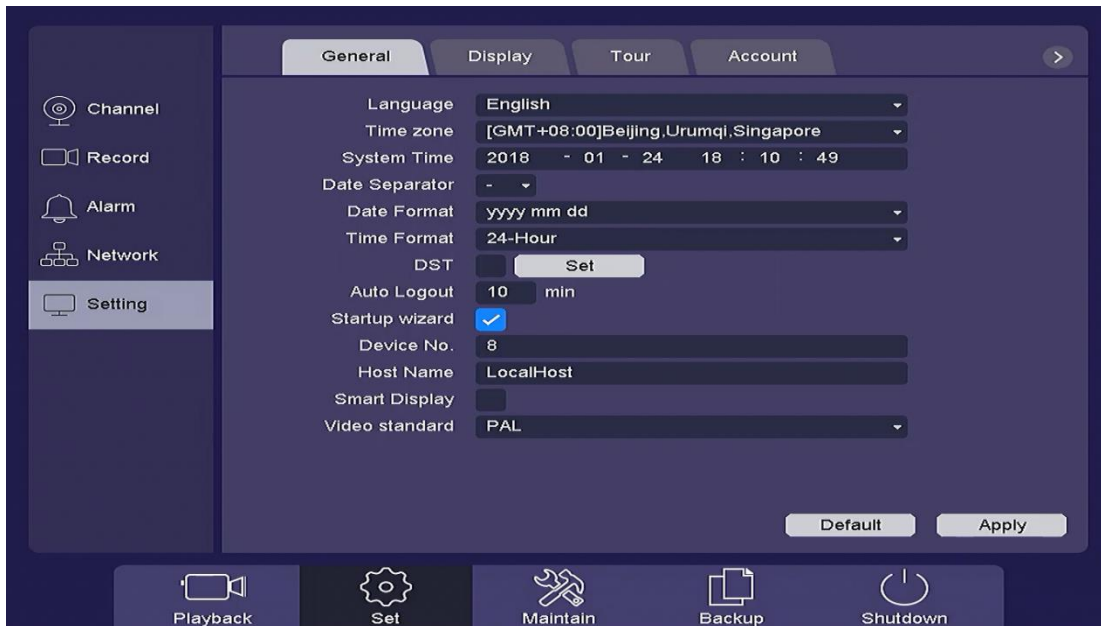 General Display Tour Account >
Channel
Record
Alarm
Network
Setting
Language English
Time zone [GMT+08:00]Beijing,Urumqi,Singapore
System Time 2018 - 01 - 24 18 : 10 : 49
Date Separator -
Date Format yyyy mm dd
Time Format 24-Hour
DST Set
Auto Logout 10 min
Startup wizard
Device No. 8
Host Name LocalHost
Smart Display
Video standard PAL
Default Apply
Playback Set Maintain Backup Shutdown